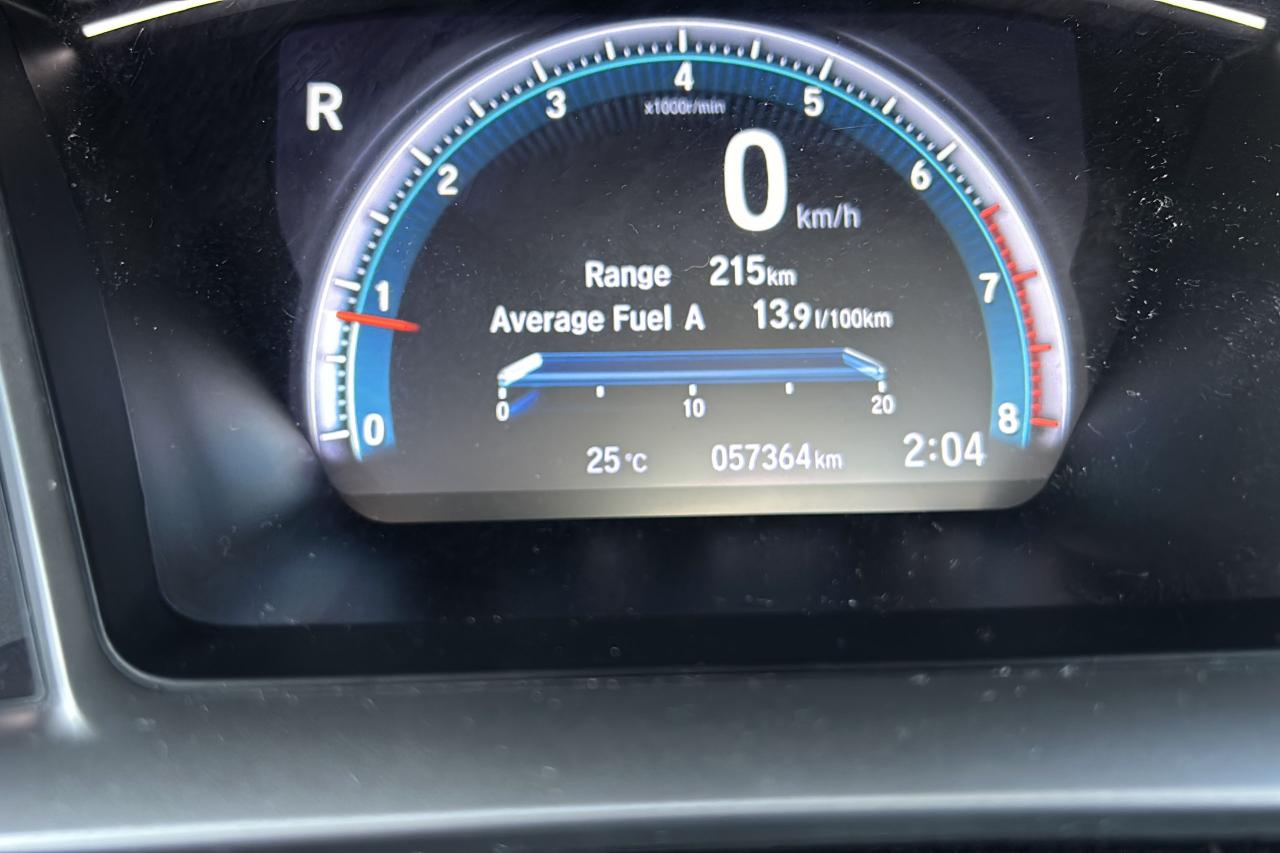 R
0 1 2 3 4 5 6 7 8
x1000r/min
0 km/h
Range 215km
Average Fuel A 13.9 l/100km
0 10 20
25°C 057364km 2:04